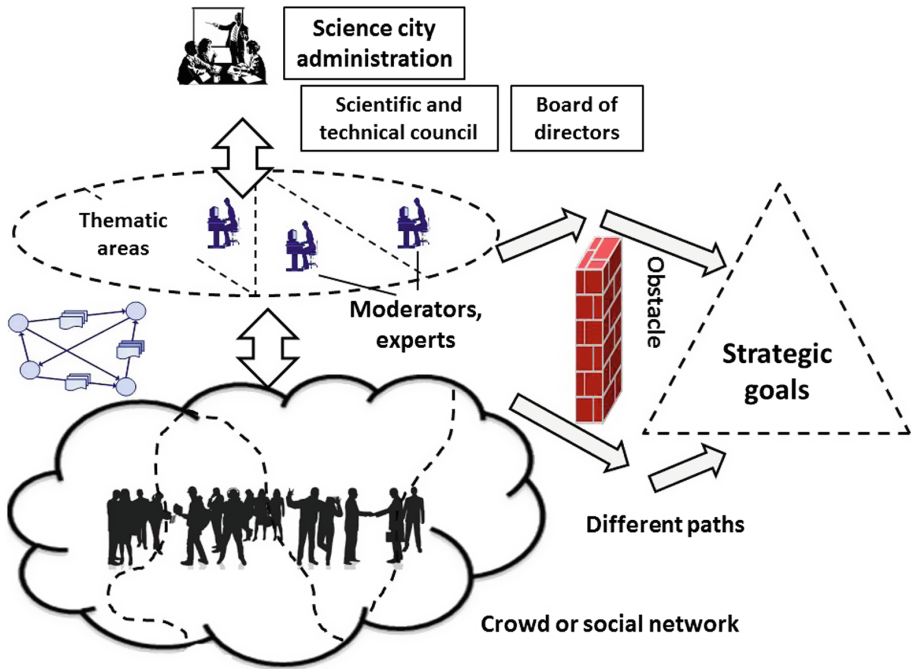 Science city
administration
Scientific and
technical council
Board of
directors
Thematic
areas
Moderators,
experts
Obstacle
Strategic
goals
Different paths
Crowd or social network